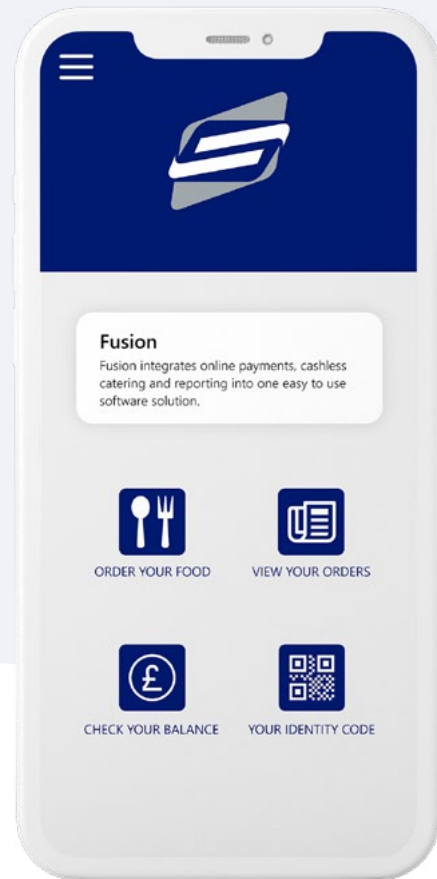 Fusion
Fusion integrates online payments, cashless
catering and reporting into one easy to use
software solution.
ORDER YOUR FOOD
VIEW YOUR ORDERS
£
CHECK YOUR BALANCE
YOUR IDENTITY CODE